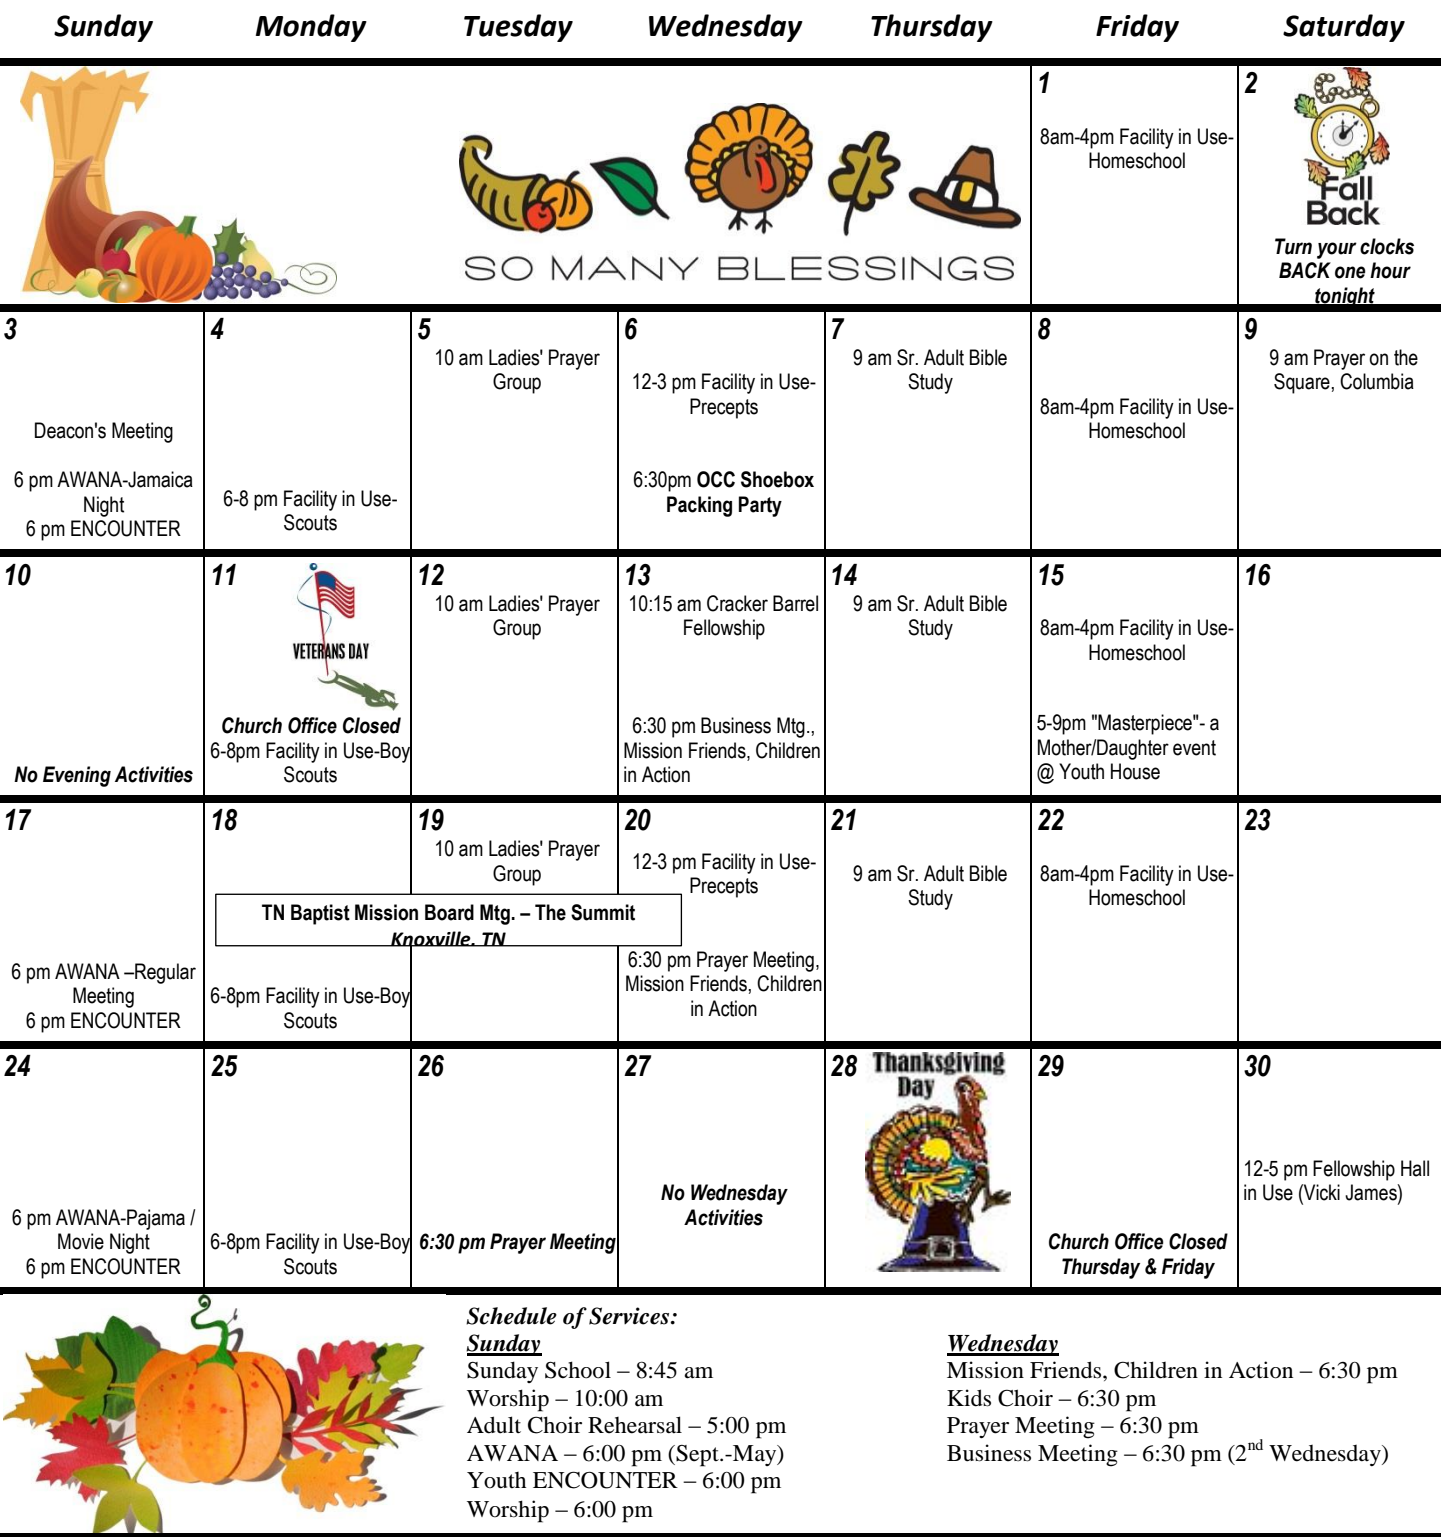 Sunday Monday Tuesday Wednesday Thursday Friday Saturday
SO MANY BLESSINGS
1
8am-4pm Facility in Use-
Homeschool
2
Fall
Back
Turn your clocks
BACK one hour
tonight
3
Deacon's Meeting
6 pm AWANA-Jamaica
Night
6 pm ENCOUNTER
4
6-8 pm Facility in Use-
Scouts
5
10 am Ladies' Prayer
Group
6
12-3 pm Facility in Use-
Precepts
6:30pm OCC Shoebox
Packing Party
7
9 am Sr. Adult Bible
Study
8
8am-4pm Facility in Use-
Homeschool
9
9 am Prayer on the
Square, Columbia
10
No Evening Activities
11
VETERANS DAY
Church Office Closed
6-8pm Facility in Use-Boy
Scouts
12
10 am Ladies' Prayer
Group
13
10:15 am Cracker Barrel
Fellowship
6:30 pm Business Mtg.,
Mission Friends, Children
in Action
14
9 am Sr. Adult Bible
Study
15
8am-4pm Facility in Use-
Homeschool
5-9pm "Masterpiece"- a
Mother/Daughter event
@ Youth House
16
17
6 pm AWANA –Regular
Meeting
6 pm ENCOUNTER
18
TN Baptist Mission Board Mtg. – The Summit
Knoxville, TN
6-8pm Facility in Use-Boy
Scouts
19
10 am Ladies' Prayer
Group
20
12-3 pm Facility in Use-
Precepts
6:30 pm Prayer Meeting,
Mission Friends, Children
in Action
21
9 am Sr. Adult Bible
Study
22
8am-4pm Facility in Use-
Homeschool
23
24
6 pm AWANA-Pajama /
Movie Night
6 pm ENCOUNTER
25
6-8pm Facility in Use-Boy
Scouts
26
6:30 pm Prayer Meeting
27
No Wednesday
Activities
28
Thanksgiving
Day
29
Church Office Closed
Thursday & Friday
30
12-5 pm Fellowship Hall
in Use (Vicki James)
Schedule of Services:
Sunday
Sunday School – 8:45 am
Worship – 10:00 am
Adult Choir Rehearsal – 5:00 pm
AWANA – 6:00 pm (Sept.-May)
Youth ENCOUNTER – 6:00 pm
Worship – 6:00 pm
Wednesday
Mission Friends, Children in Action – 6:30 pm
Kids Choir – 6:30 pm
Prayer Meeting – 6:30 pm
Business Meeting – 6:30 pm (2nd Wednesday)